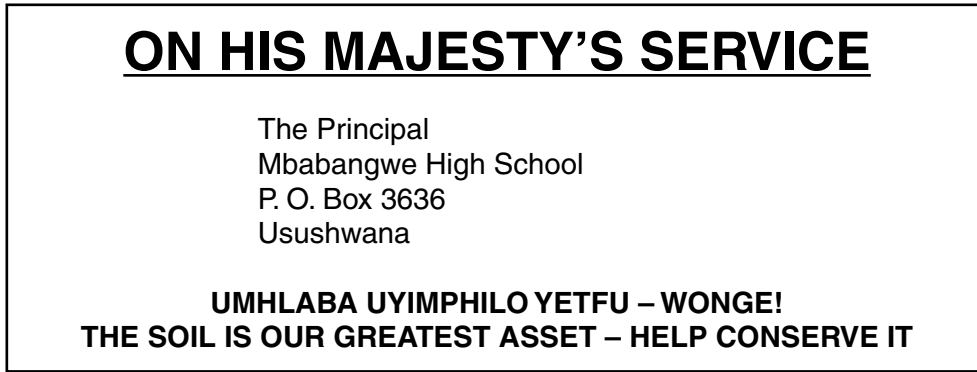 ON HIS MAJESTY’S SERVICE
The Principal
Mbabangwe High School
P. O. Box 3636
Usushwana
UMHLABA UYIMPHILO YETFU – WONGE!
THE SOIL IS OUR GREATEST ASSET – HELP CONSERVE IT